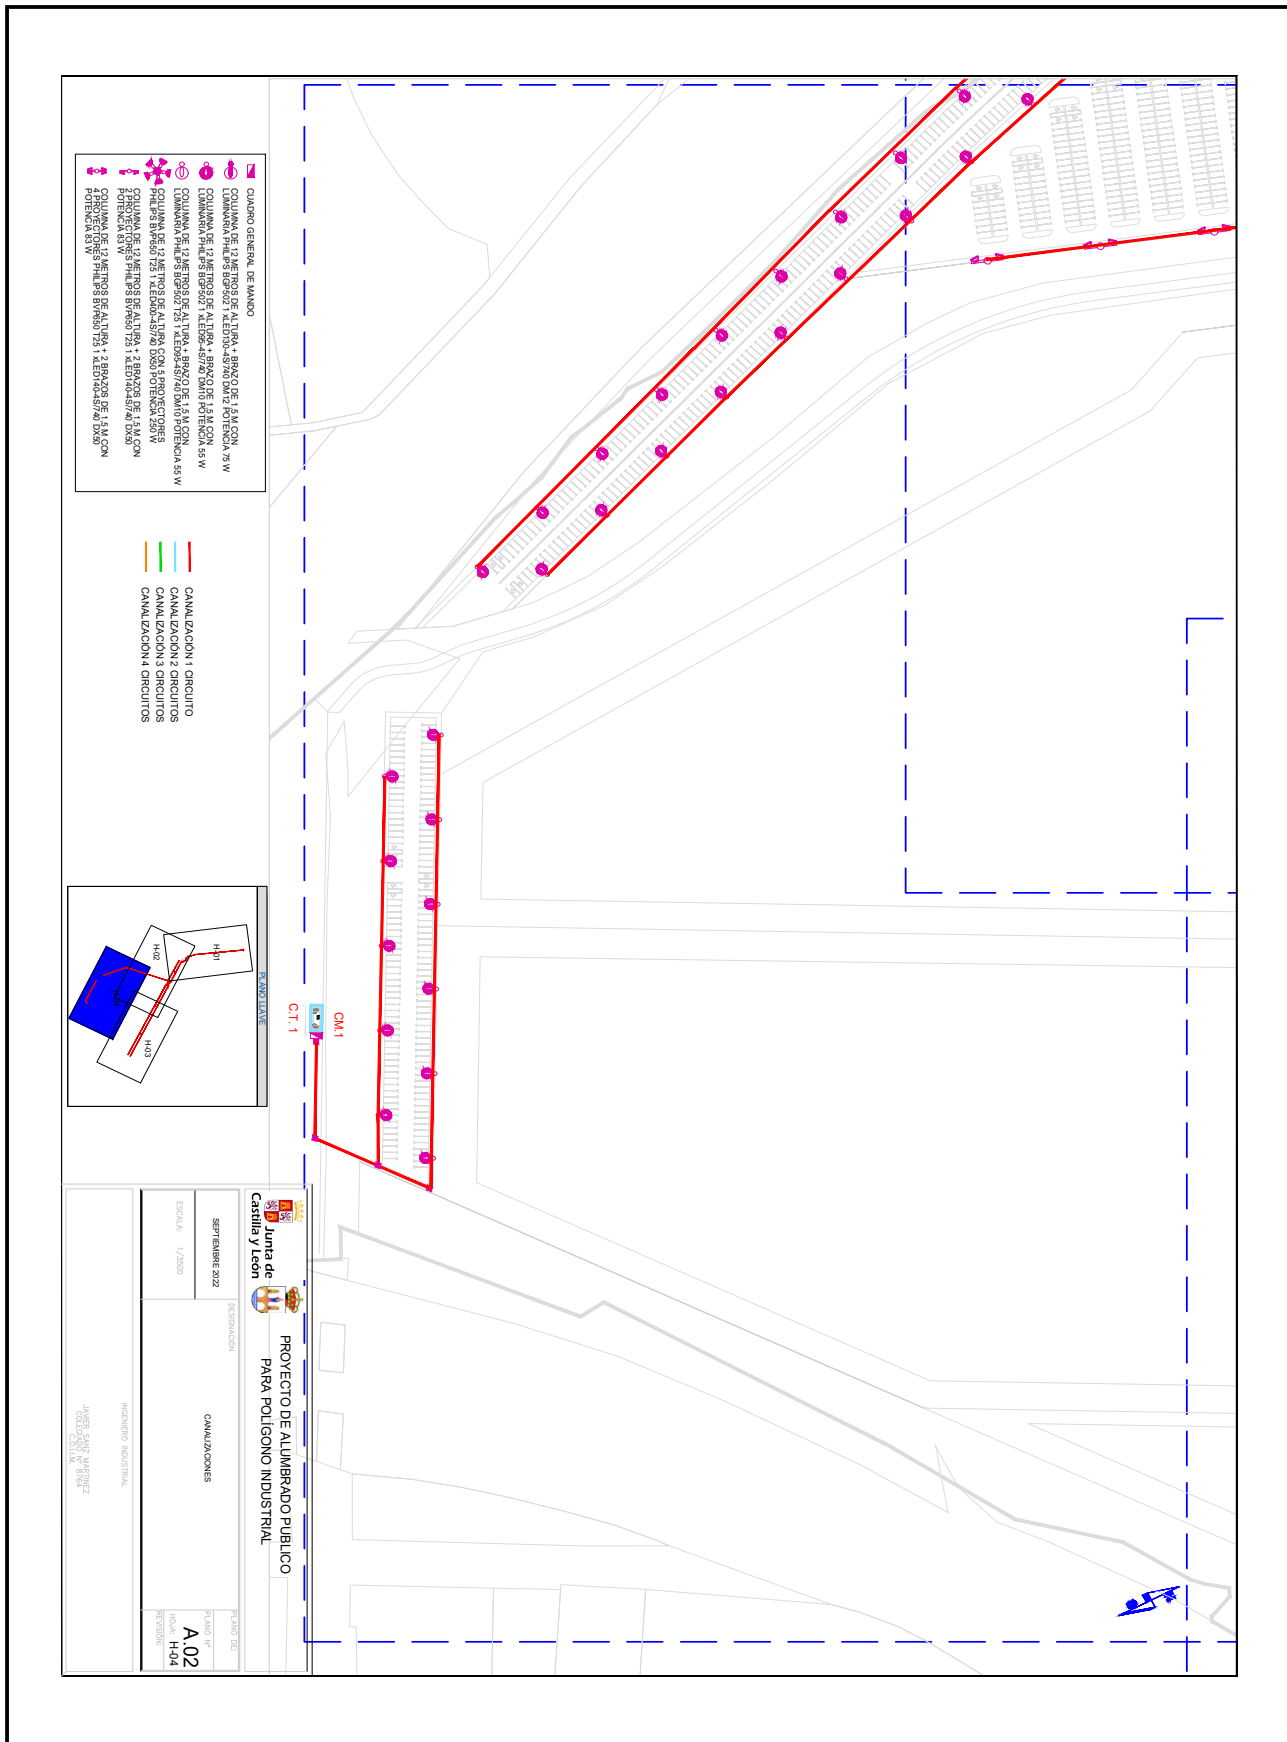 CUADRO GENERAL DE MANDO
COLUMNA DE 12 METROS DE ALTURA + BRAZO DE 1,5 M CON
LUMINARIA PHILIPS BGP502 1 xLED130-4S/740 DM12 POTENCIA 75 W
COLUMNA DE 12 METROS DE ALTURA + BRAZO DE 1,5 M CON
LUMINARIA PHILIPS BGP502 1 xLED95-4S/740 DM10 POTENCIA 55 W
COLUMNA DE 12 METROS DE ALTURA + BRAZO DE 1,5 M CON
LUMINARIA PHILIPS BGP502 T25 1 xLED95-4S/740 DM10 POTENCIA 55 W
COLUMNA DE 12 METROS DE ALTURA CON 5 PROYECTORES
PHILIPS BVP650 T25 1 xLED400-4S/740 DX50 POTENCIA 250 W
COLUMNA DE 12 METROS DE ALTURA + 2 BRAZOS DE 1,5 M CON
2 PROYECTORES PHILIPS BVP650 T25 1 xLED140-4S/740 DX50
POTENCIA 83 W
COLUMNA DE 12 METROS DE ALTURA + 2 BRAZOS DE 1,5 M CON
4 PROYECTORES PHILIPS BVP650 T25 1 xLED140-4S/740 DX50
POTENCIA 83 W
CANALIZACIÓN 1 CIRCUITO
CANALIZACIÓN 2 CIRCUITOS
CANALIZACIÓN 3 CIRCUITOS
CANALIZACIÓN 4 CIRCUITOS
PLANO LLAVE
H-01
H-02
H-04
H-03
CM.1
C.T. 1
Junta de
Castilla y León
PROYECTO DE ALUMBRADO PUBLICO
PARA POLÍGONO INDUSTRIAL
SEPTIEMBRE 2022
ESCALA: 1/3500
DESIGNACIÓN
CANALIZACIONES
PLANO DE:
PLANO Nº
A.02
HOJA: H-04
REVISIÓN:
INGENIERO INDUSTRIAL
JAVIER SANZ MARTINEZ
COLEGIADO Nº 8764
C.O.I.I.M.